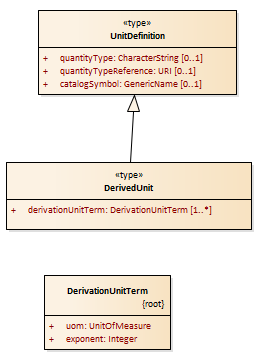 «type»
UnitDefinition
+ quantityType: CharacterString [0..1]
+ quantityTypeReference: URI [0..1]
+ catalogSymbol: GenericName [0..1]
«type»
DerivedUnit
+ derivationUnitTerm: DerivationUnitTerm [1..*]
DerivationUnitTerm
{root}
+ uom: UnitOfMeasure
+ exponent: Integer